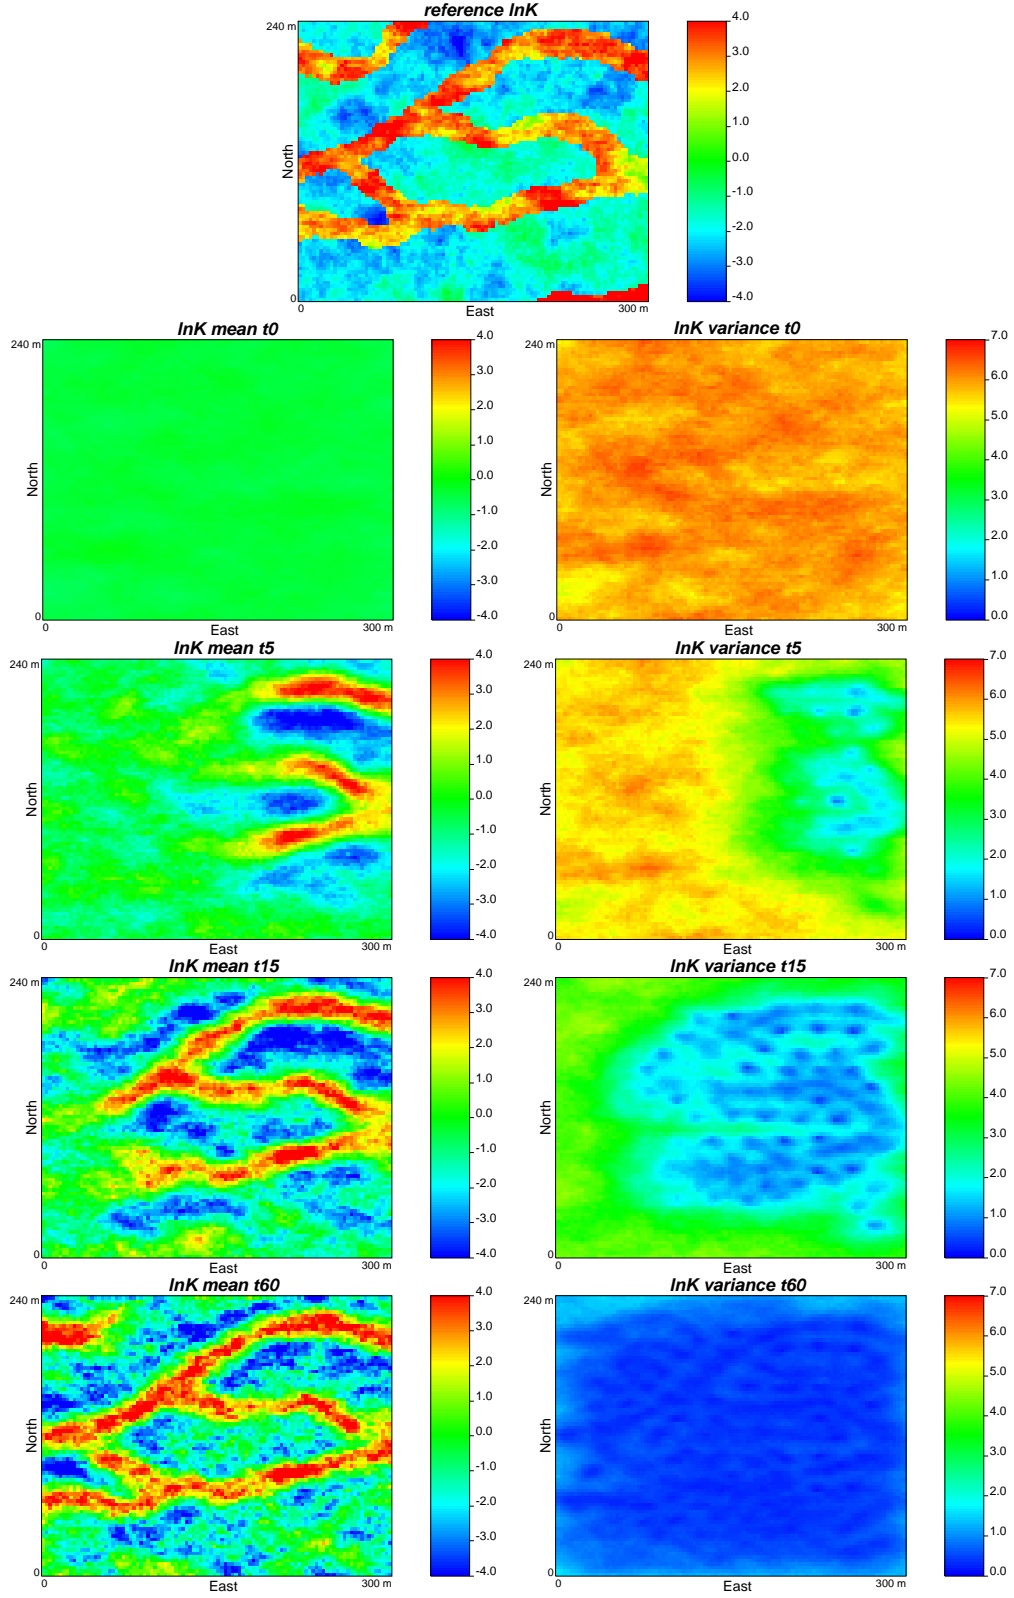 reference lnK
240 m
North
0
0
East
300 m
4.0
3.0
2.0
1.0
0.0
-1.0
-2.0
-3.0
-4.0
lnK mean t0
240 m
North
0
0
East
300 m
4.0
3.0
2.0
1.0
0.0
-1.0
-2.0
-3.0
-4.0
lnK variance t0
240 m
North
0
0
East
300 m
7.0
6.0
5.0
4.0
3.0
2.0
1.0
0.0
lnK mean t5
240 m
North
0
0
East
300 m
4.0
3.0
2.0
1.0
0.0
-1.0
-2.0
-3.0
-4.0
lnK variance t5
240 m
North
0
0
East
300 m
7.0
6.0
5.0
4.0
3.0
2.0
1.0
0.0
lnK mean t15
240 m
North
0
0
East
300 m
4.0
3.0
2.0
1.0
0.0
-1.0
-2.0
-3.0
-4.0
lnK variance t15
240 m
North
0
0
East
300 m
7.0
6.0
5.0
4.0
3.0
2.0
1.0
0.0
lnK mean t60
240 m
North
0
0
East
300 m
4.0
3.0
2.0
1.0
0.0
-1.0
-2.0
-3.0
-4.0
lnK variance t60
240 m
North
0
0
East
300 m
7.0
6.0
5.0
4.0
3.0
2.0
1.0
0.0